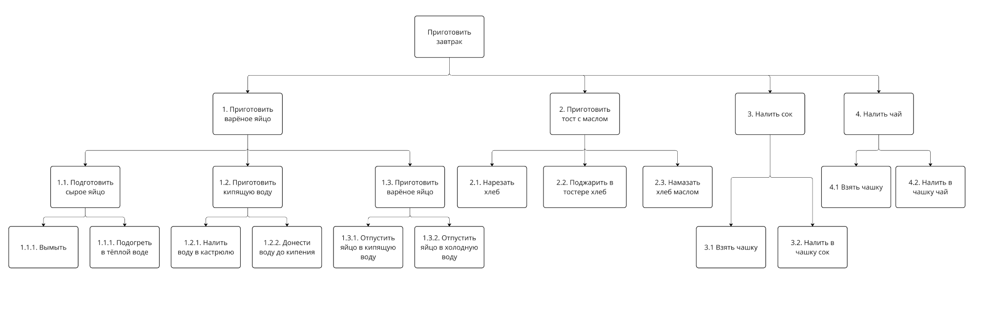 Приготовить
завтрак
1. Приготовить
варёное яйцо
2. Приготовить
тост с маслом
3. Налить сок
4. Налить чай
1.1. Подготовить
сырое яйцо
1.2. Приготовить
кипящую воду
1.3. Приготовить
варёное яйцо
2.1. Нарезать
хлеб
2.2. Поджарить в
тостере хлеб
2.3. Намазать
хлеб маслом
4.1 Взять чашку
4.2. Налить в
чашку чай
1.1.1. Вымыть
1.1.1. Подогреть
в тёплой воде
1.2.1. Налить
воду в кастрюлю
1.2.2. Донести
воду до кипения
1.3.1. Отпустить
яйцо в кипящую
воду
1.3.2. Отпустить
яйцо в холодную
воду
3.1 Взять чашку
3.2. Налить в
чашку сок